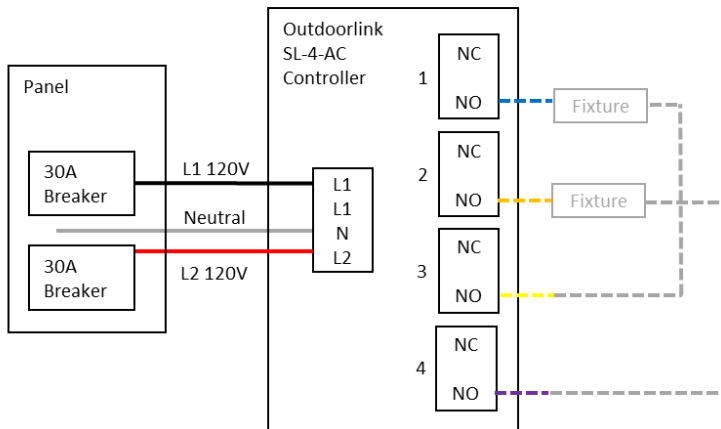 Outdoorlink
SL-4-AC
Controller
Panel
30A
Breaker
30A
Breaker
L1 120V
Neutral
L2 120V
L1
L1
N
L2
1
NC
NO
2
NC
NO
3
NC
NO
4
NC
NO
Fixture
Fixture